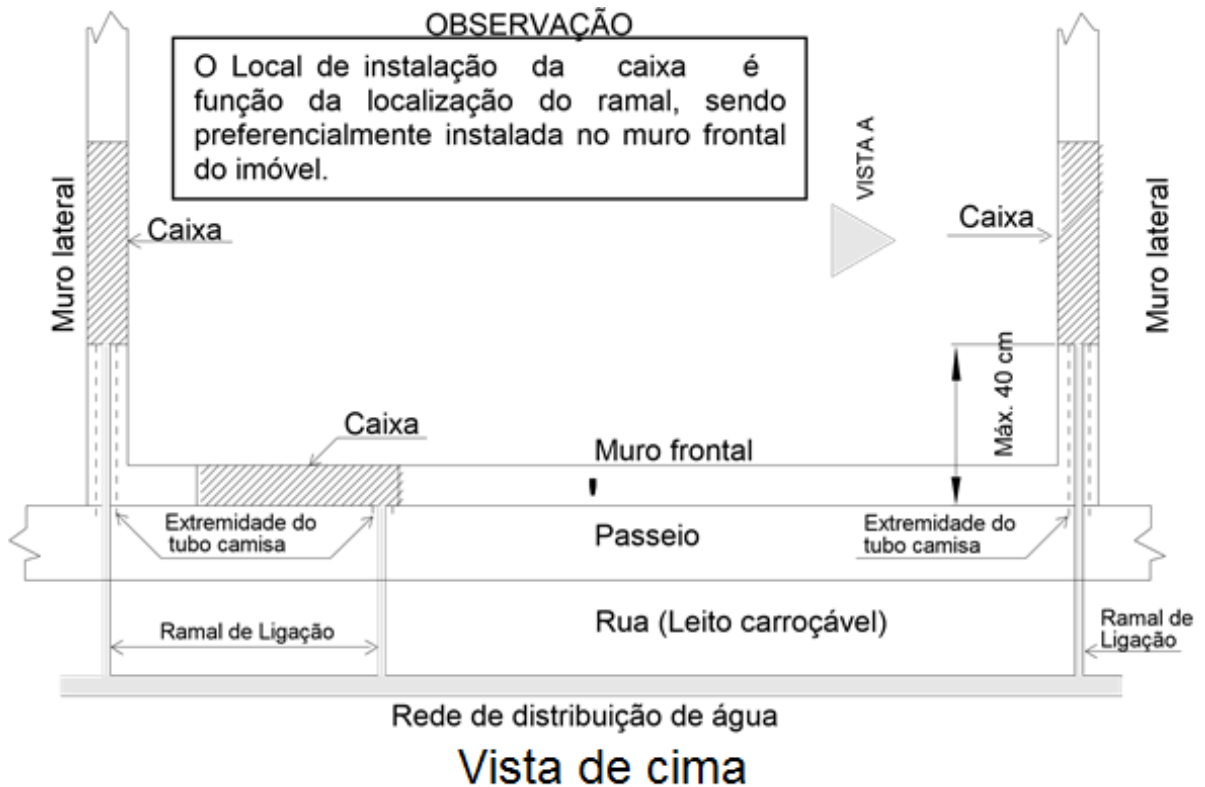 OBSERVAÇÃO
O Local de instalação da caixa é
função da localização do ramal, sendo
preferencialmente instalada no muro frontal
do imóvel.
VISTA A
Muro lateral
Caixa
Caixa
Muro lateral
Máx. 40 cm
Caixa
Muro frontal
Extremidade do
tubo camisa
Passeio
Extremidade do
tubo camisa
Ramal de Ligação
Rua (Leito carroçável)
Ramal de
Ligação
Rede de distribuição de água
Vista de cima